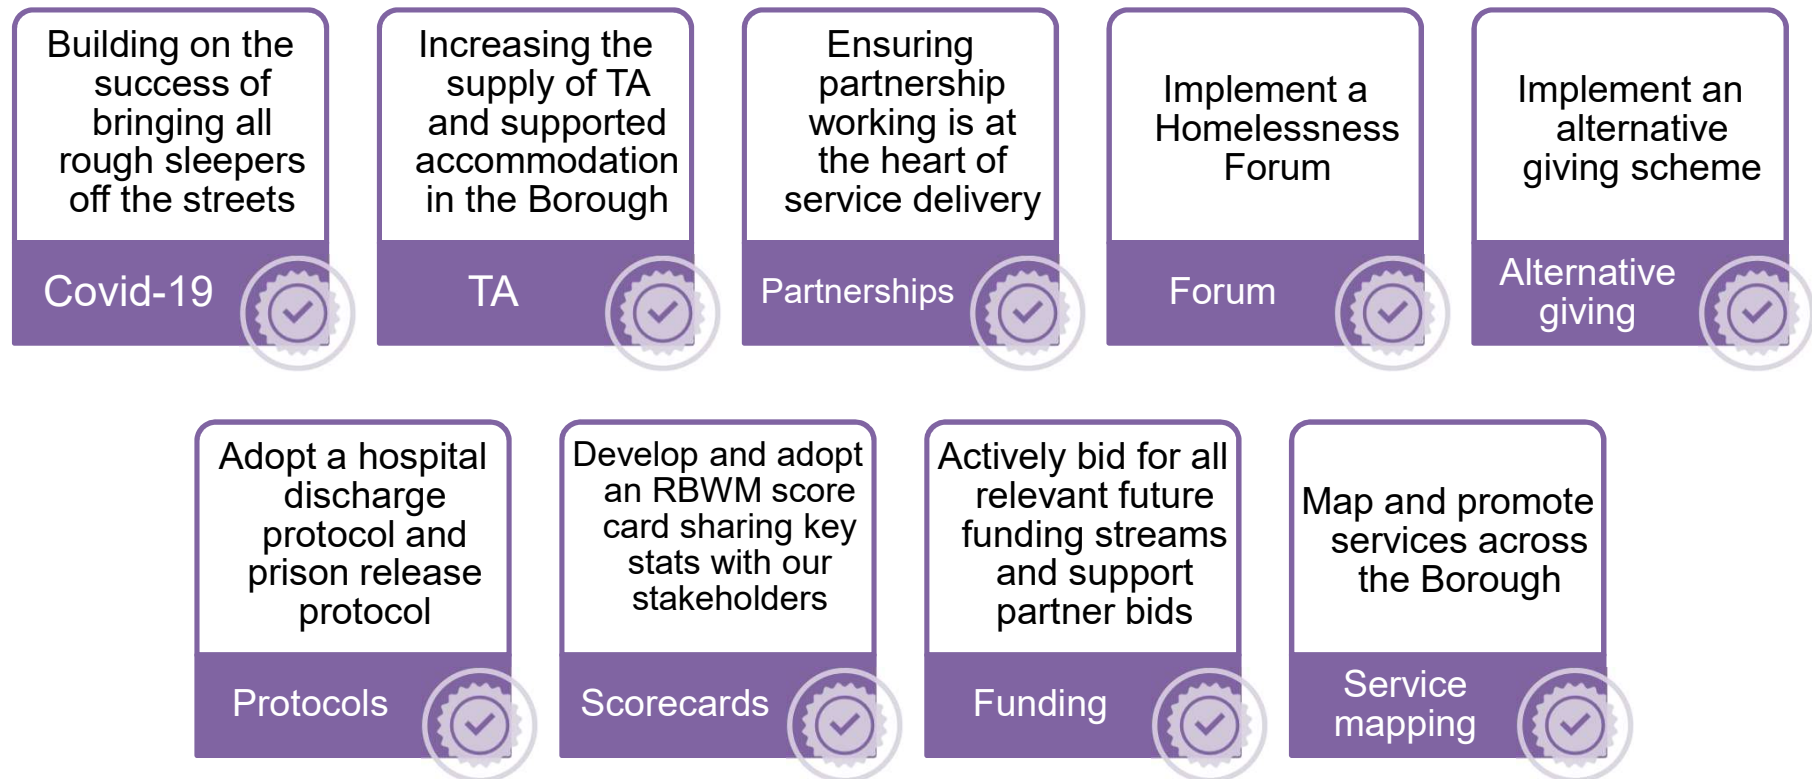 Building on the
success of
bringing all
rough sleepers
off the streets
Covid-19
Increasing the
supply of TA
and supported
accommodation
in the Borough
TA
Ensuring
partnership
working is at
the heart of
service delivery
Partnerships
Implement a
Homelessness
Forum
Forum
Implement an
alternative
giving scheme
Alternative
giving
Adopt a hospital
discharge
protocol and
prison release
protocol
Protocols
Develop and adopt
an RBWM score
card sharing key
stats with our
stakeholders
Scorecards
Actively bid for all
relevant future
funding streams
and support
partner bids
Funding
Map and promote
services across
the Borough
Service
mapping